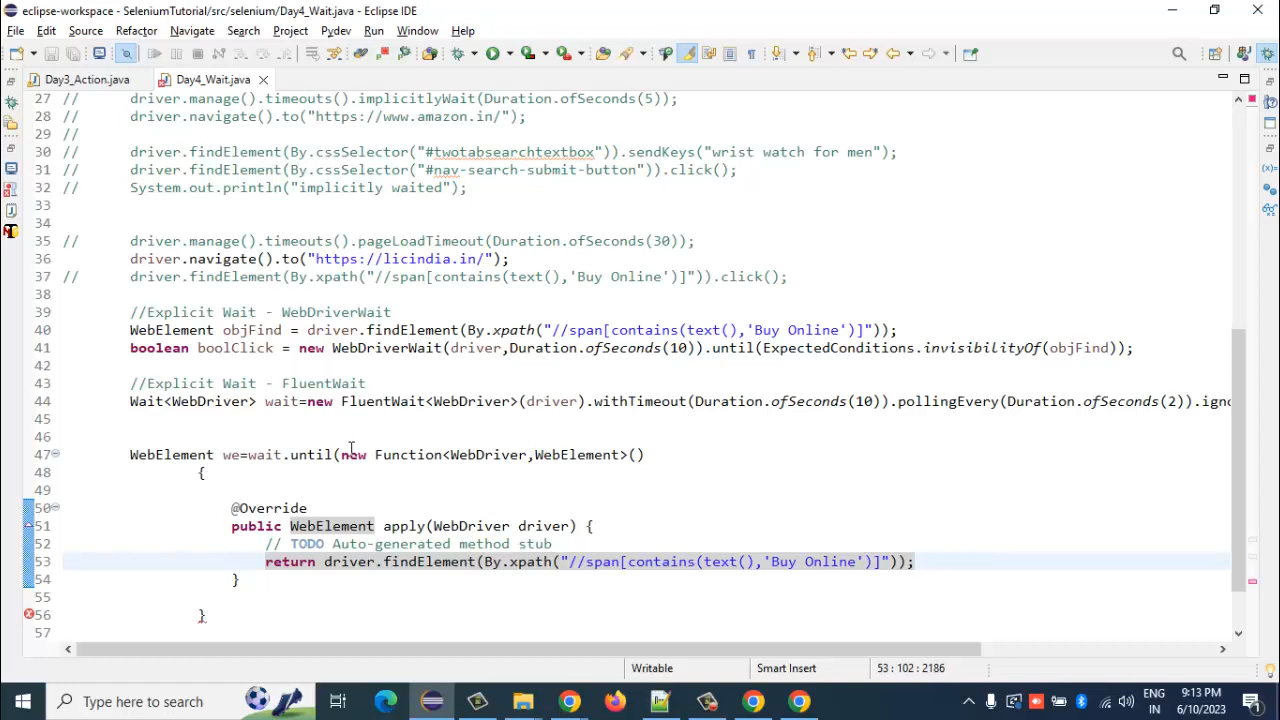 eclipse-workspace - SeleniumTutorial/src/selenium/Day4_Wait.java - Eclipse IDE
File Edit Source Refactor Navigate Search Project Pydev Run Window Help
Day3_Action.java Day4_Wait.java
27 // driver.manage().timeouts().implicitlyWait(Duration.ofSeconds(5));
28 // driver.navigate().to("https://www.amazon.in/");
29 //
30 // driver.findElement(By.cssSelector("#twotabsearchtextbox")).sendKeys("wrist watch for men");
31 // driver.findElement(By.cssSelector("#nav-search-submit-button")).click();
32 // System.out.println("implicitly waited");
33
34
35 // driver.manage().timeouts().pageLoadTimeout(Duration.ofSeconds(30));
36 driver.navigate().to("https://licindia.in/");
37 // driver.findElement(By.xpath("//span[contains(text(),'Buy Online')]")).click();
38
39 //Explicit Wait - WebDriverWait
40 WebElement objFind = driver.findElement(By.xpath("//span[contains(text(),'Buy Online')]"));
41 boolean boolClick = new WebDriverWait(driver,Duration.ofSeconds(10)).until(ExpectedConditions.invisibilityOf(objFind));
42
43 //Explicit Wait - FluentWait
44 Wait<WebDriver> wait=new FluentWait<WebDriver>(driver).withTimeout(Duration.ofSeconds(10)).pollingEvery(Duration.ofSeconds(2)).igno
45
46
47 WebElement we=wait.until(new Function<WebDriver,WebElement>()
48 {
49
50 @Override
51 public WebElement apply(WebDriver driver) {
52 // TODO Auto-generated method stub
53 return driver.findElement(By.xpath("//span[contains(text(),'Buy Online')]"));
54 }
55
56 }
57
Writable Smart Insert 53 : 102 : 2186
Type here to search
ENG
IN
9:13 PM
6/10/2023